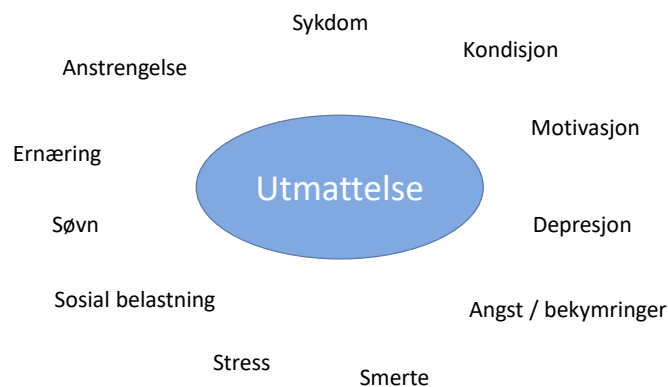 Sykdom
Kondisjon
Anstrengelse
Motivasjon
Ernæring
Utmattelse
Søvn
Depresjon
Sosial belastning
Angst / bekymringer
Stress
Smerte